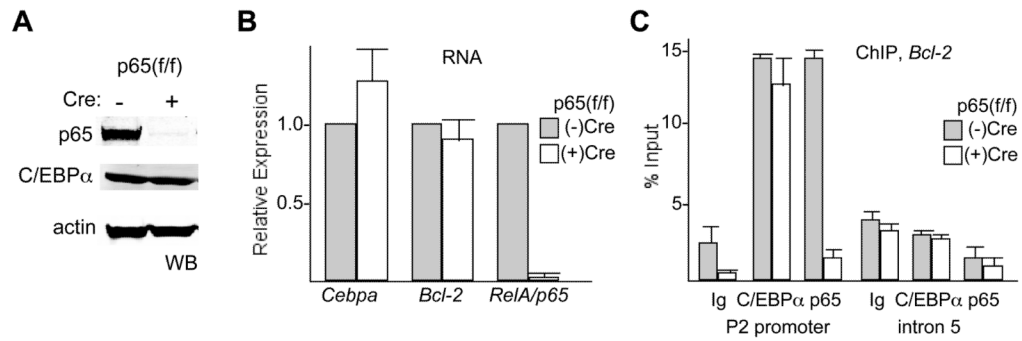 A
p65(f/f)
Cre: - +
p65
C/EBPα
actin
WB
B
RNA
Relative Expression
1.0
0.5
p65(f/f)
(-)Cre
(+)Cre
Cebpa Bcl-2 RelA/p65
C
ChIP, Bcl-2
% Input
15
10
5
p65(f/f)
(-)Cre
(+)Cre
Ig C/EBPα p65 Ig C/EBPα p65
P2 promoter intron 5